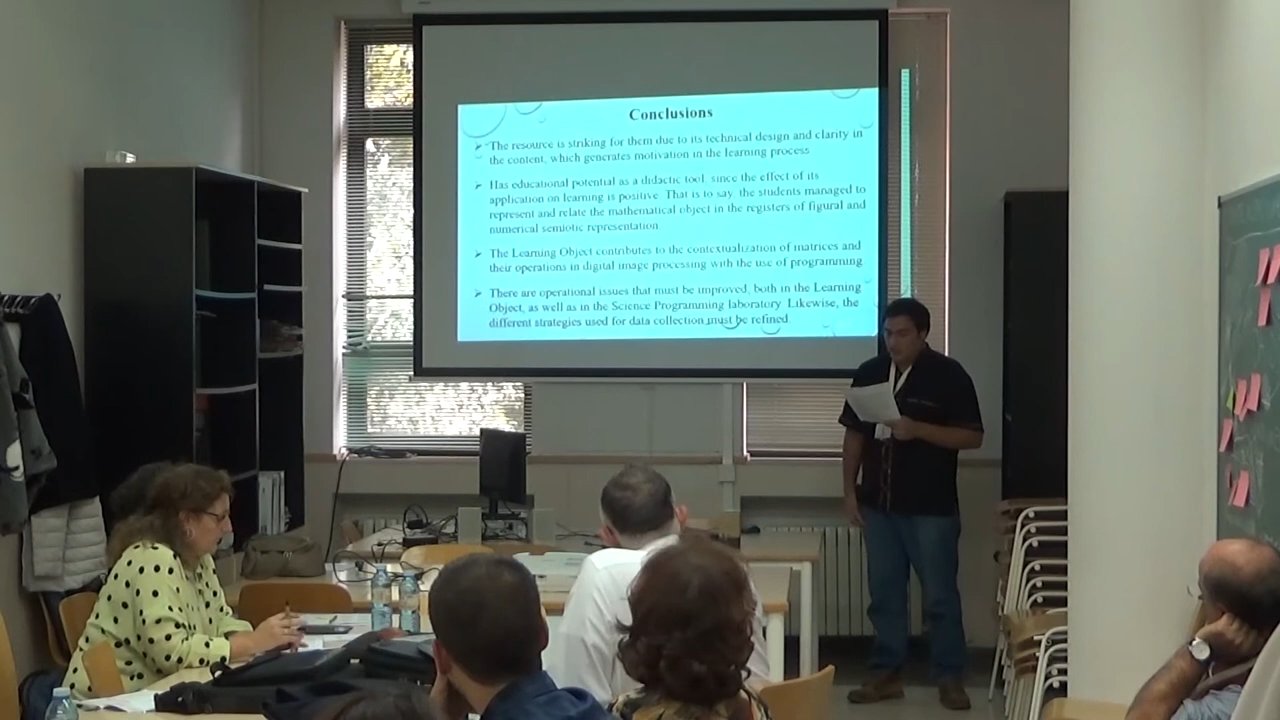 Conclusions
The resource is striking for them due to its technical design and clarity in
the content, which generates motivation in the learning process
Has educational potential as a didactic tool, since the effect of its
application on learning is positive. That is to say, the students managed to
represent and relate the mathematical object in the registers of figural and
numerical semiotic representation
The Learning Object contributes to the contextualization of matrices and
their operations in digital image processing with the use of programming
There are operational issues that must be improved, both in the Learning
Object, as well as in the Science Programming laboratory. Likewise, the
different strategies used for data collection must be refined.